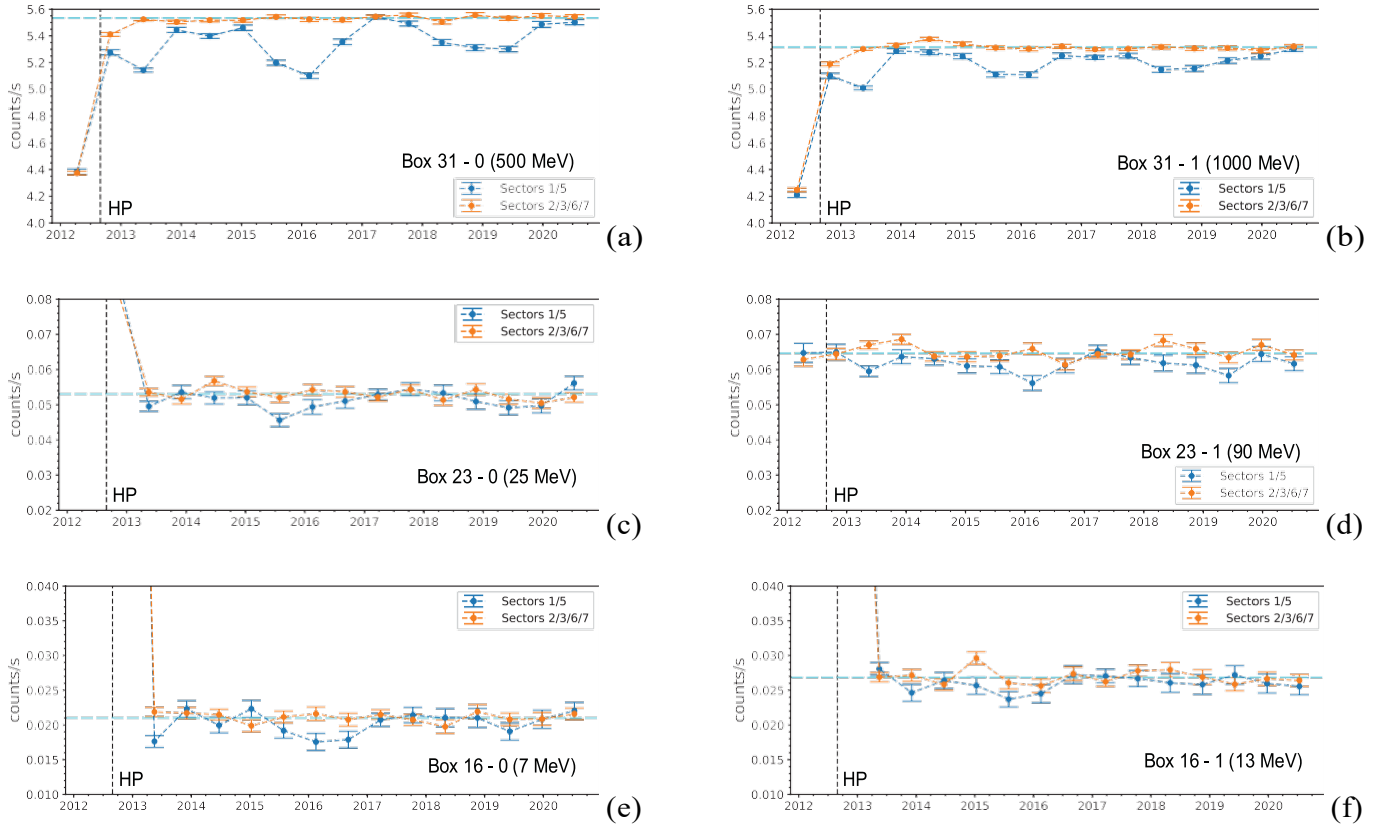 5.6
5.4
5.2
5.0
4.8
4.6
4.4
4.2
4.0
counts/s
Box 31 - 0 (500 MeV)
Sectors 1/5
Sectors 2/3/6/7
HP
2012 2013 2014 2015 2016 2017 2018 2019 2020
(a)
5.6
5.4
5.2
5.0
4.8
4.6
4.4
4.2
4.0
counts/s
Box 31 - 1 (1000 MeV)
Sectors 1/5
Sectors 2/3/6/7
HP
2012 2013 2014 2015 2016 2017 2018 2019 2020
(b)
0.08
0.07
0.06
0.05
0.04
0.03
0.02
counts/s
Sectors 1/5
Sectors 2/3/6/7
Box 23 - 0 (25 MeV)
HP
2012 2013 2014 2015 2016 2017 2018 2019 2020
(c)
0.08
0.07
0.06
0.05
0.04
0.03
0.02
counts/s
Box 23 - 1 (90 MeV)
Sectors 1/5
Sectors 2/3/6/7
HP
2012 2013 2014 2015 2016 2017 2018 2019 2020
(d)
0.040
0.035
0.030
0.025
0.020
0.015
0.010
counts/s
Sectors 1/5
Sectors 2/3/6/7
Box 16 - 0 (7 MeV)
HP
2012 2013 2014 2015 2016 2017 2018 2019 2020
(e)
0.040
0.035
0.030
0.025
0.020
0.015
0.010
counts/s
Sectors 1/5
Sectors 2/3/6/7
Box 16 - 1 (13 MeV)
HP
2012 2013 2014 2015 2016 2017 2018 2019 2020
(f)